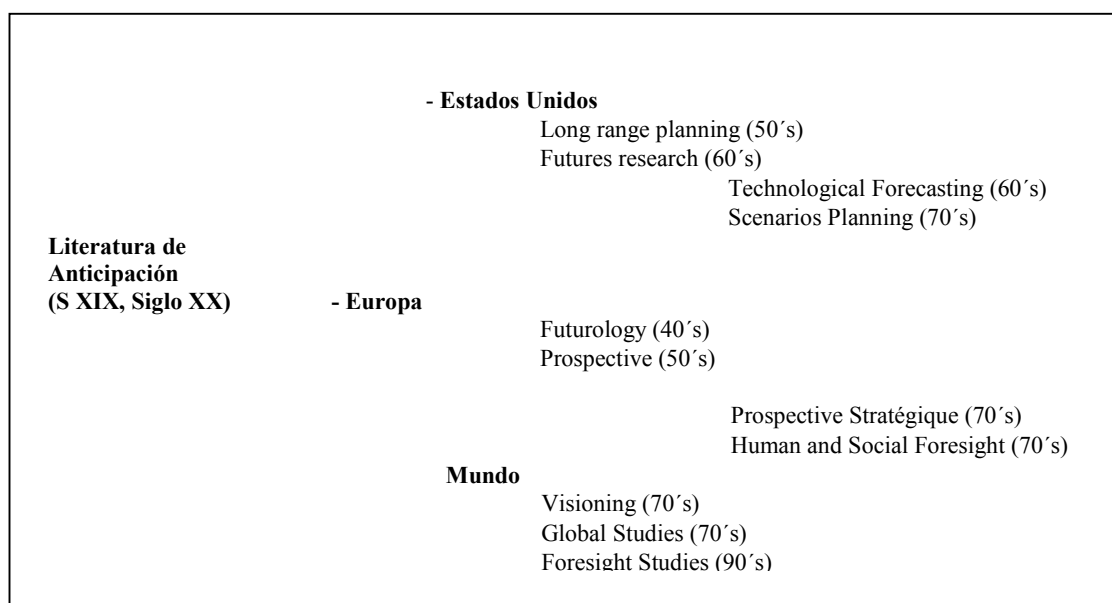 - Estados Unidos
Long range planning (50´s)
Futures research (60´s)
Technological Forecasting (60´s)
Scenarios Planning (70´s)
Literatura de
Anticipación
(S XIX, Siglo XX)
- Europa
Futurology (40´s)
Prospective (50´s)
Prospective Stratégique (70´s)
Human and Social Foresight (70´s)
Mundo
Visioning (70´s)
Global Studies (70´s)
Foresight Studies (90´s)